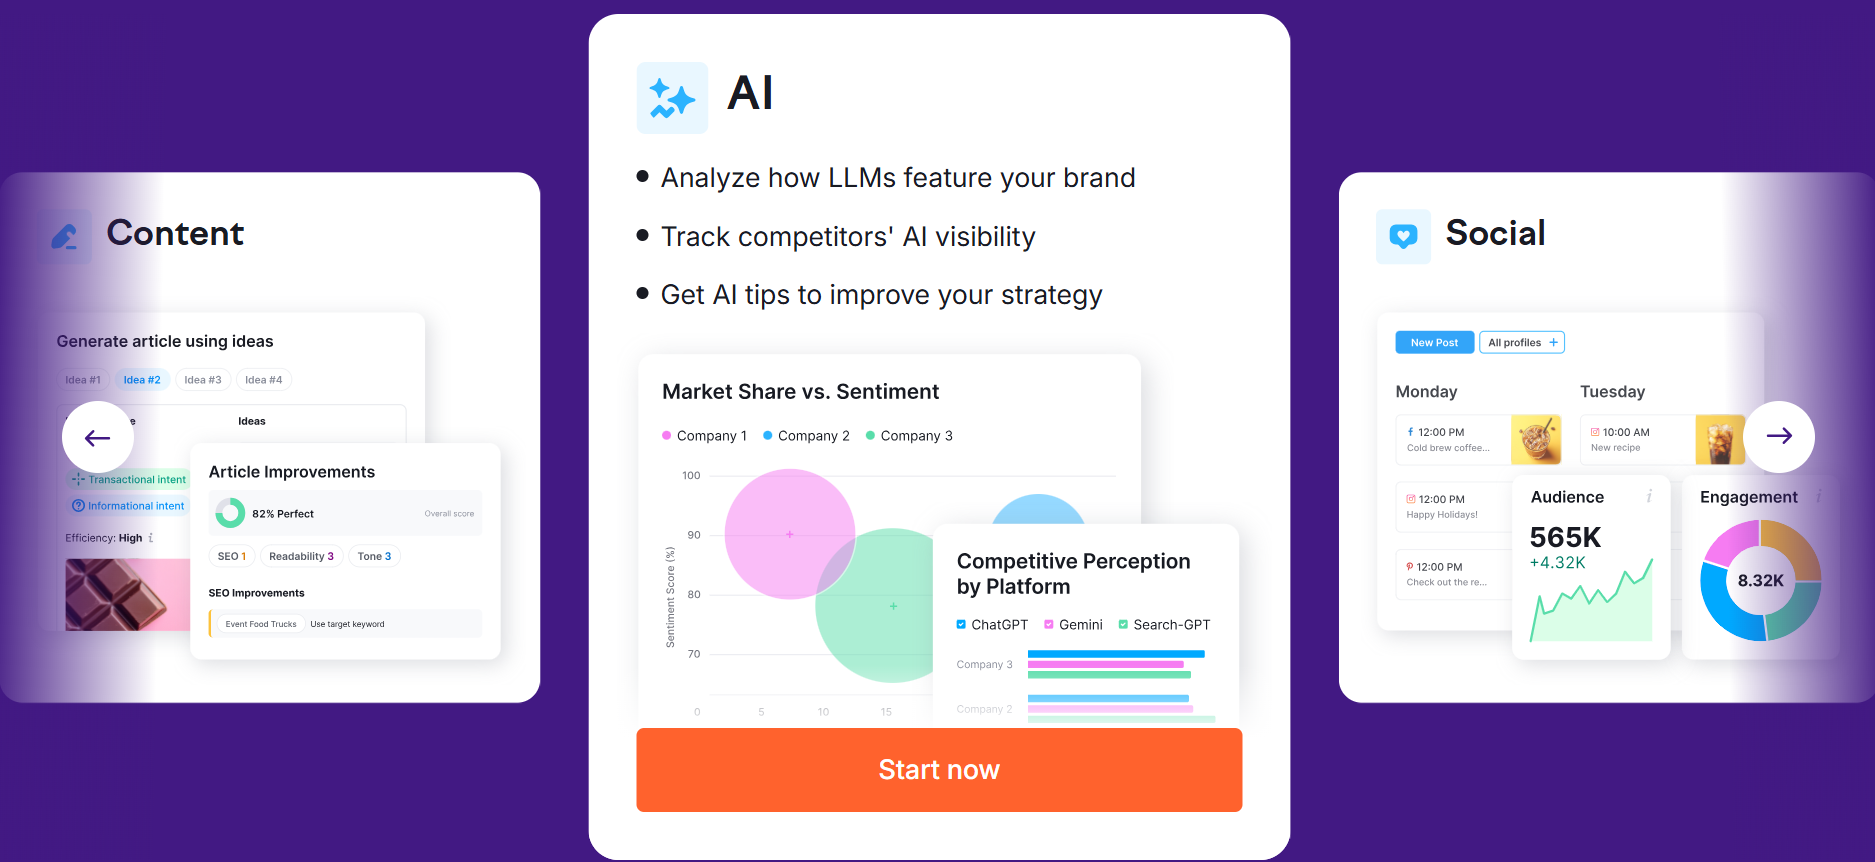 Content
Generate article using ideas
Idea #1
Idea #2
Idea #3
Idea #4
Ideas
Transactional intent
Informational intent
Efficiency: High i
Article Improvements
82% Perfect
Overall score
SEO 1
Readability 3
Tone 3
SEO Improvements
Event Food Trucks
Use target keyword
AI
Analyze how LLMs feature your brand
Track competitors' AI visibility
Get AI tips to improve your strategy
Market Share vs. Sentiment
Company 1
Company 2
Company 3
Sentiment Score (%)
100
90
80
70
0
5
10
15
Competitive Perception
by Platform
ChatGPT
Gemini
Search-GPT
Company 3
Company 2
Start now
Social
New Post
All profiles +
Monday
Tuesday
12:00 PM
Cold brew coffee...
10:00 AM
New recipe
12:00 PM
Happy Holidays!
12:00 PM
Check out the re...
Audience i
565K
+4.32K
Engagement i
8.32K